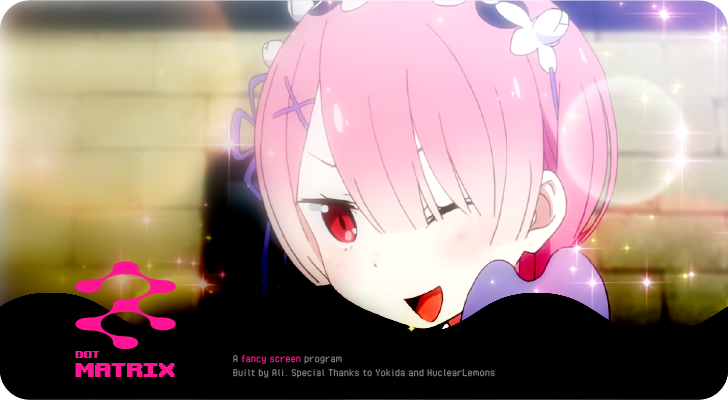 DOT
MATRIX
A fancy screen program
Built by Ali. Special Thanks to Yokida and NuclearLemons